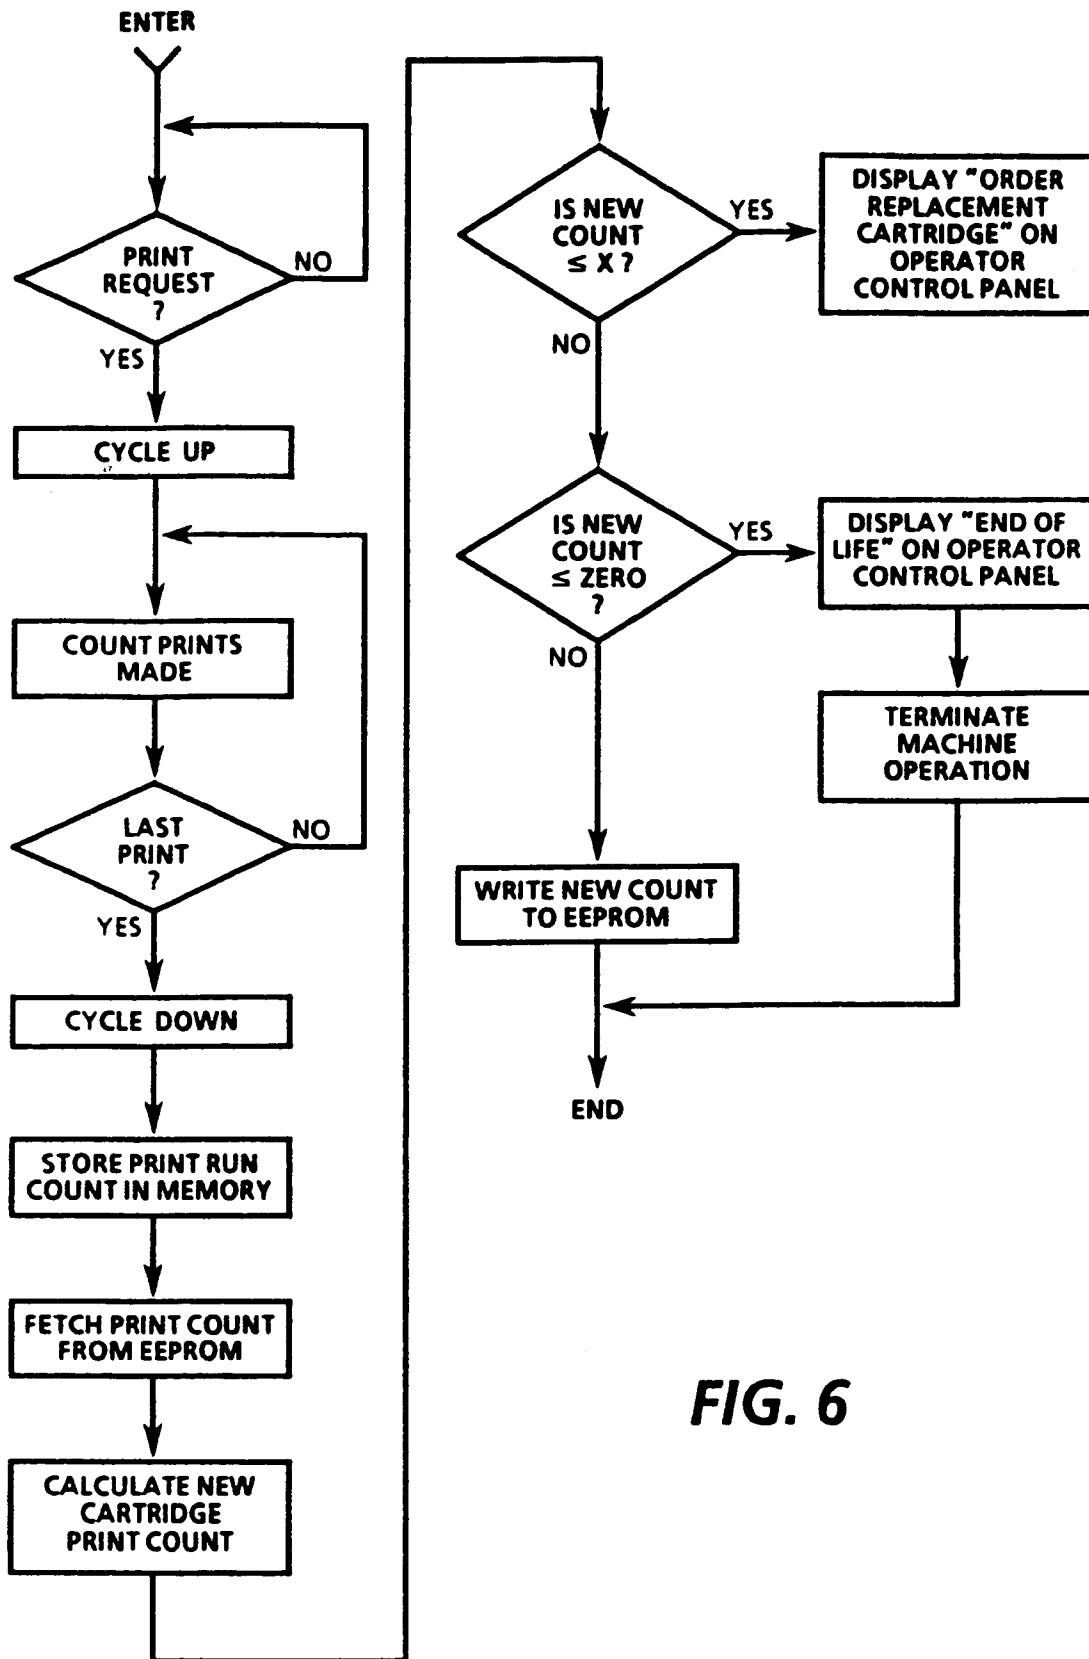 ENTER
PRINT
REQUEST
?
NO
YES
CYCLE UP
COUNT PRINTS
MADE
LAST
PRINT
?
NO
YES
CYCLE DOWN
STORE PRINT RUN
COUNT IN MEMORY
FETCH PRINT COUNT
FROM EEPROM
CALCULATE NEW
CARTRIDGE
PRINT COUNT
IS NEW
COUNT
≤ X ?
YES
NO
DISPLAY "ORDER
REPLACEMENT
CARTRIDGE" ON
OPERATOR
CONTROL PANEL
IS NEW
COUNT
≤ ZERO
?
YES
NO
DISPLAY "END OF
LIFE" ON OPERATOR
CONTROL PANEL
TERMINATE
MACHINE
OPERATION
WRITE NEW COUNT
TO EEPROM
END
FIG. 6